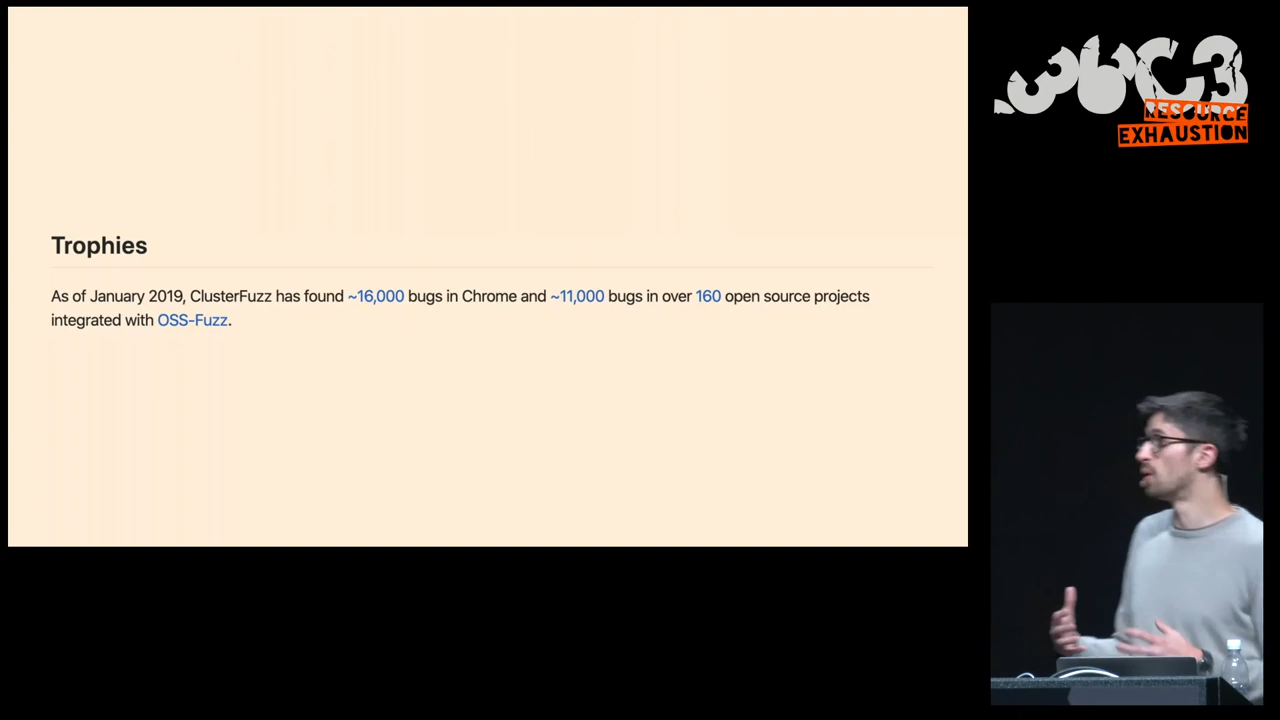 Trophies
As of January 2019, ClusterFuzz has found ~16,000 bugs in Chrome and ~11,000 bugs in over 160 open source projects
integrated with OSS-Fuzz.
36C3
RESOURCE
EXHAUSTION